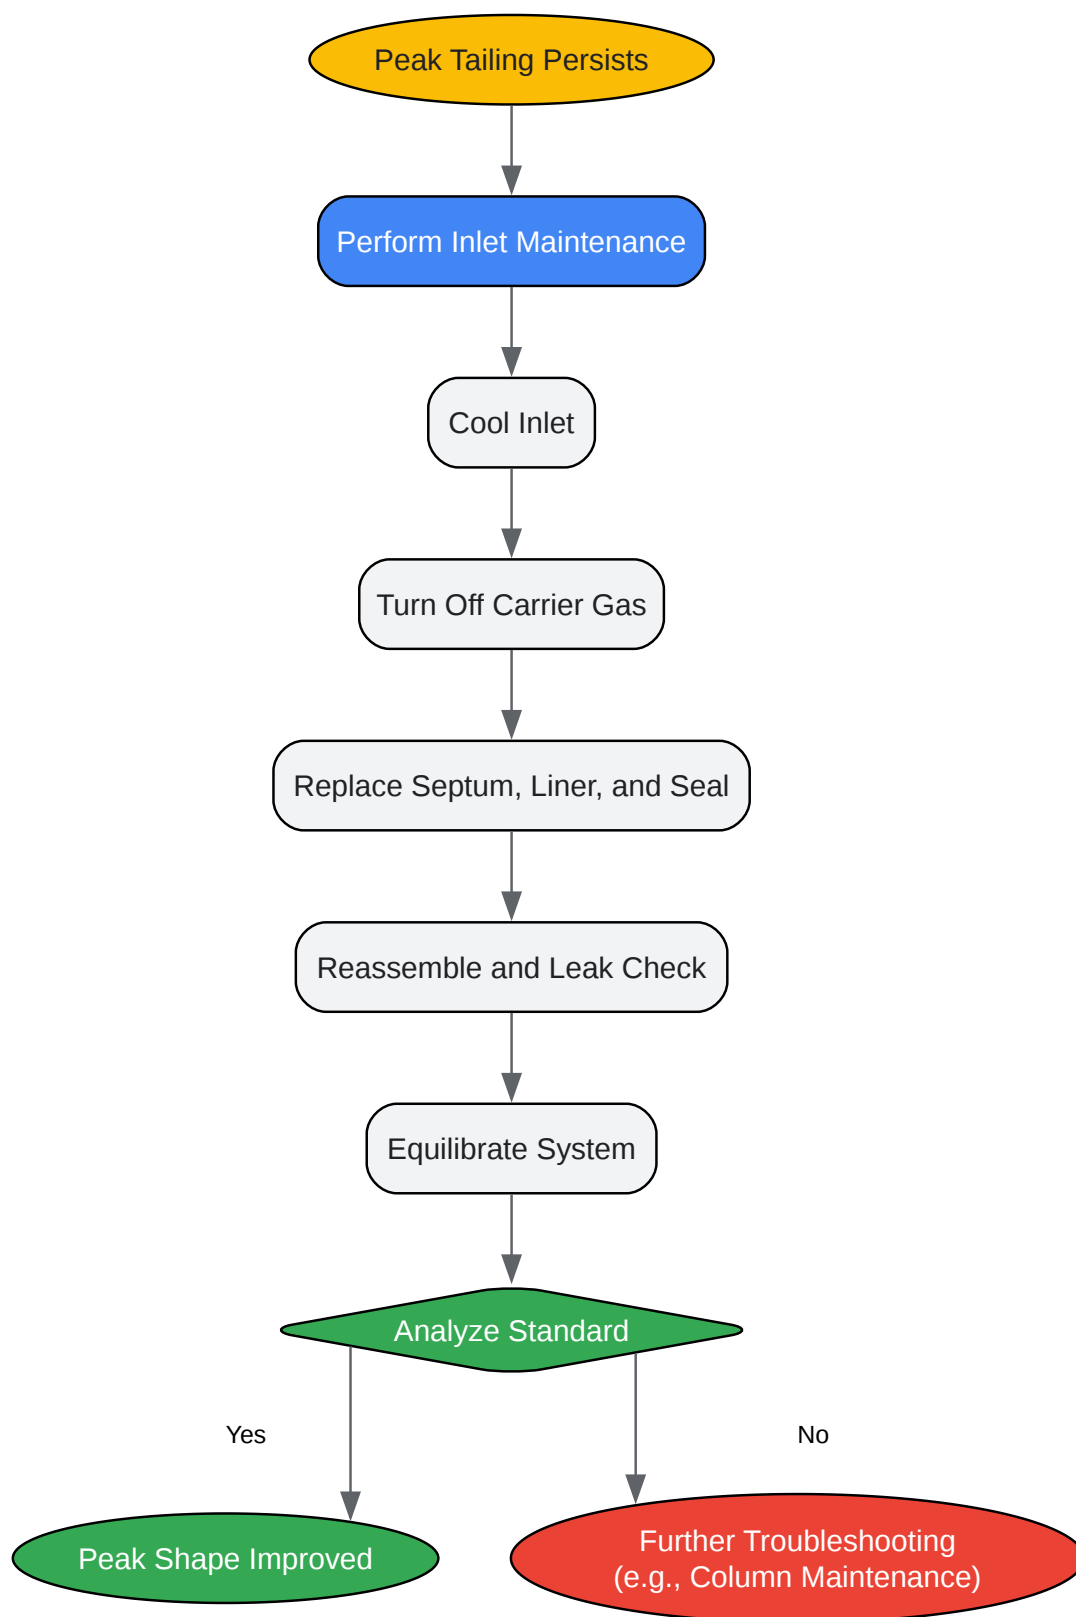 Peak Tailing Persists
Perform Inlet Maintenance
Cool Inlet
Turn Off Carrier Gas
Replace Septum, Liner, and Seal
Reassemble and Leak Check
Equilibrate System
Analyze Standard
Yes
No
Peak Shape Improved
Further Troubleshooting
(e.g., Column Maintenance)